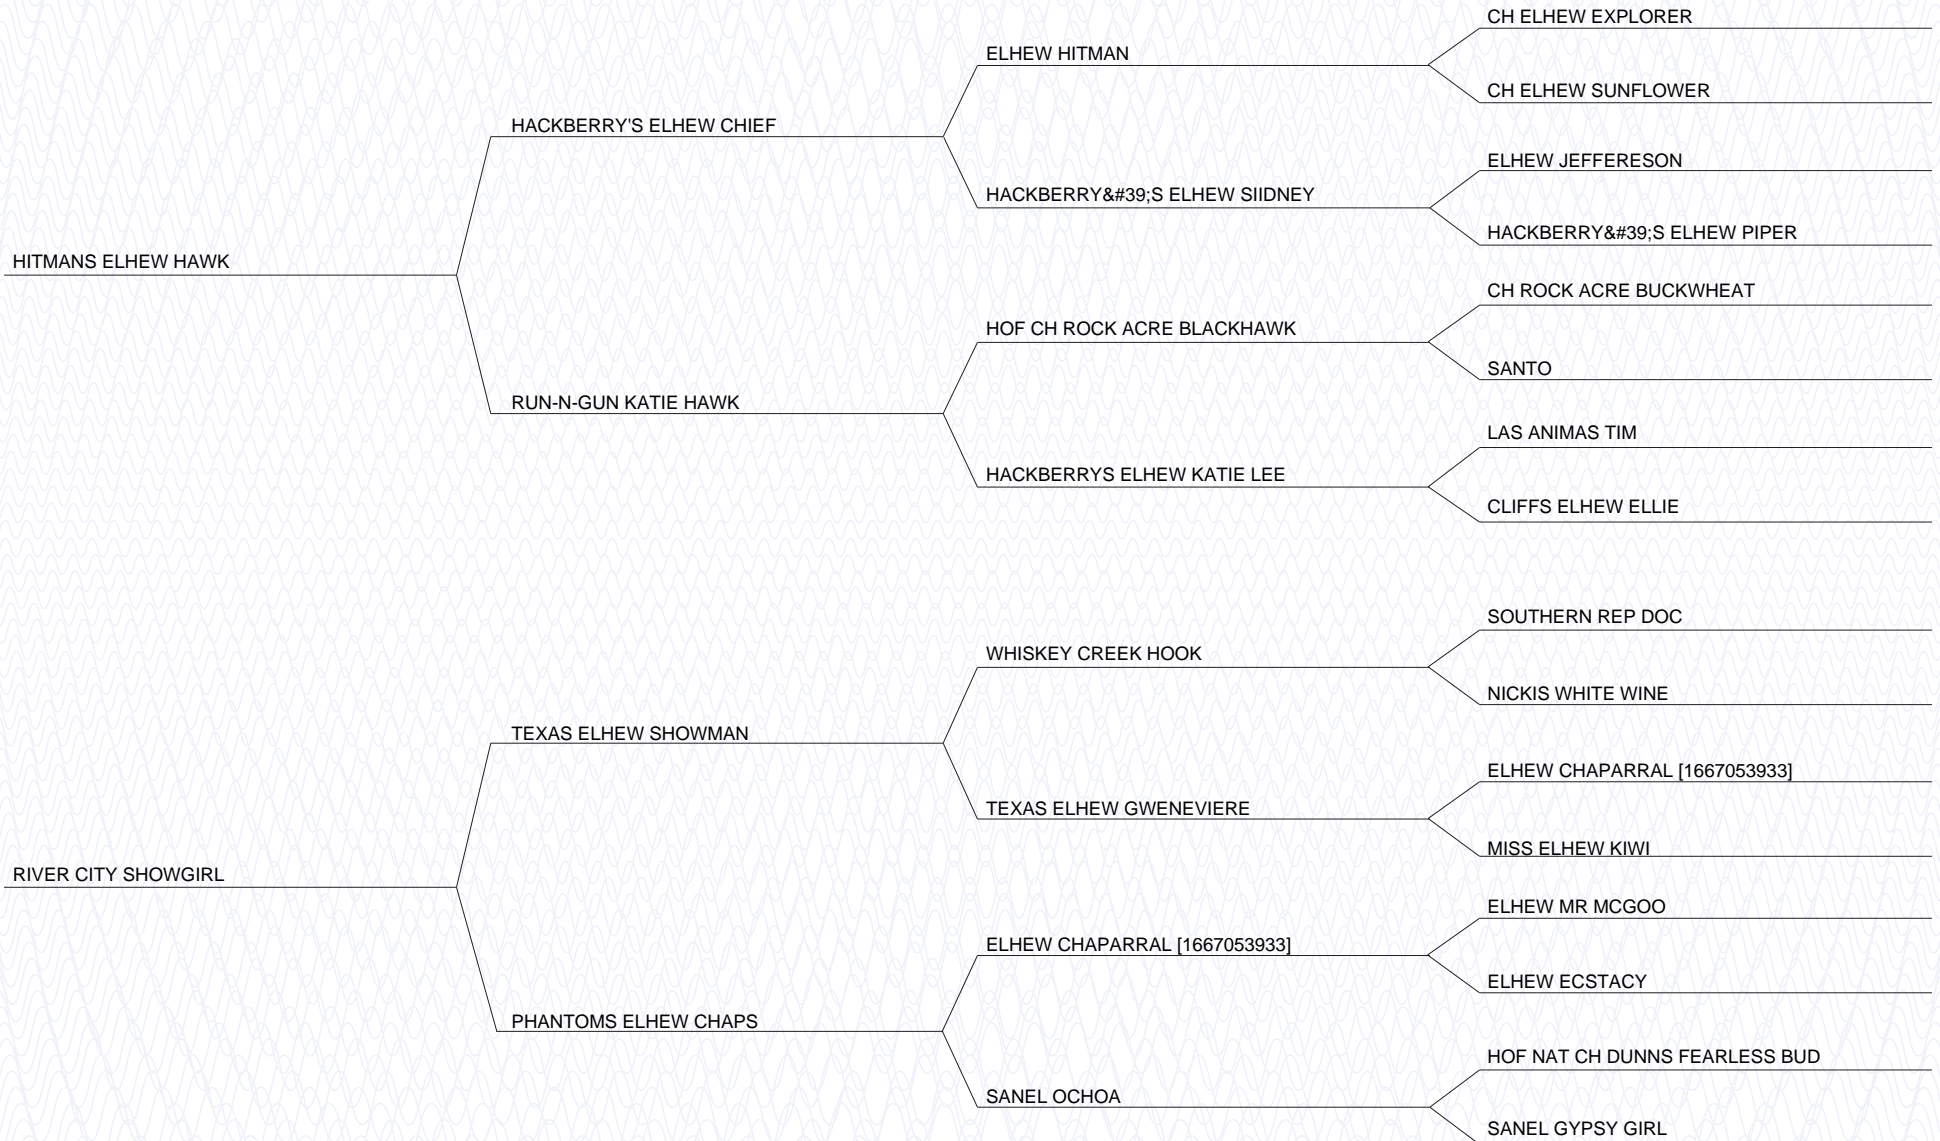 CH ELHEW EXPLORER
ELHEW HITMAN
CH ELHEW SUNFLOWER
HACKBERRY'S ELHEW CHIEF
ELHEW JEFFERESON
HACKBERRY&#39;S ELHEW SIIDNEY
HACKBERRY&#39;S ELHEW PIPER
HITMANS ELHEW HAWK
CH ROCK ACRE BUCKWHEAT
HOF CH ROCK ACRE BLACKHAWK
SANTO
RUN-N-GUN KATIE HAWK
LAS ANIMAS TIM
HACKBERRYS ELHEW KATIE LEE
CLIFFS ELHEW ELLIE
SOUTHERN REP DOC
WHISKEY CREEK HOOK
NICKIS WHITE WINE
TEXAS ELHEW SHOWMAN
ELHEW CHAPARRAL [1667053933]
TEXAS ELHEW GWENEVIERE
MISS ELHEW KIWI
RIVER CITY SHOWGIRL
ELHEW MR MCGOO
ELHEW CHAPARRAL [1667053933]
ELHEW ECSTACY
PHANTOMS ELHEW CHAPS
HOF NAT CH DUNNS FEARLESS BUD
SANEL OCHOA
SANEL GYPSY GIRL